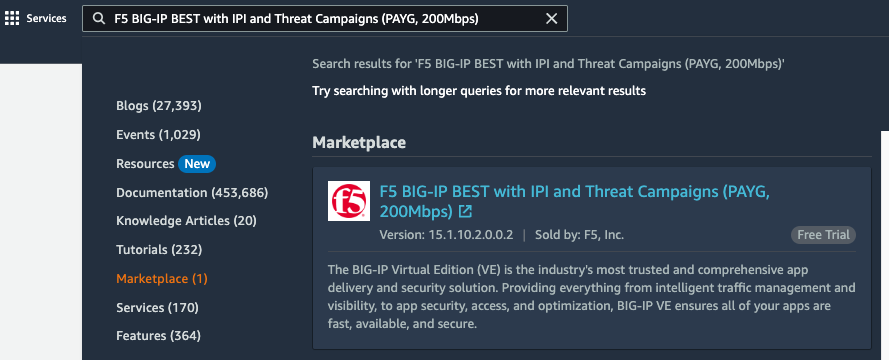 Services
F5 BIG-IP BEST with IPI and Threat Campaigns (PAYG, 200Mbps)
Search results for 'F5 BIG-IP BEST with IPI and Threat Campaigns (PAYG, 200Mbps)'
Try searching with longer queries for more relevant results
Blogs (27,393)
Events (1,029)
Resources New
Documentation (453,686)
Knowledge Articles (20)
Tutorials (232)
Marketplace (1)
Services (170)
Features (364)
Marketplace
f5
F5 BIG-IP BEST with IPI and Threat Campaigns (PAYG,
200Mbps)
Version: 15.1.10.2.0.0.2 | Sold by: F5, Inc.
Free Trial
The BIG-IP Virtual Edition (VE) is the industry's most trusted and comprehensive app
delivery and security solution. Providing everything from intelligent traffic management and
visibility, to app security, access, and optimization, BIG-IP VE ensures all of your apps are
fast, available, and secure.